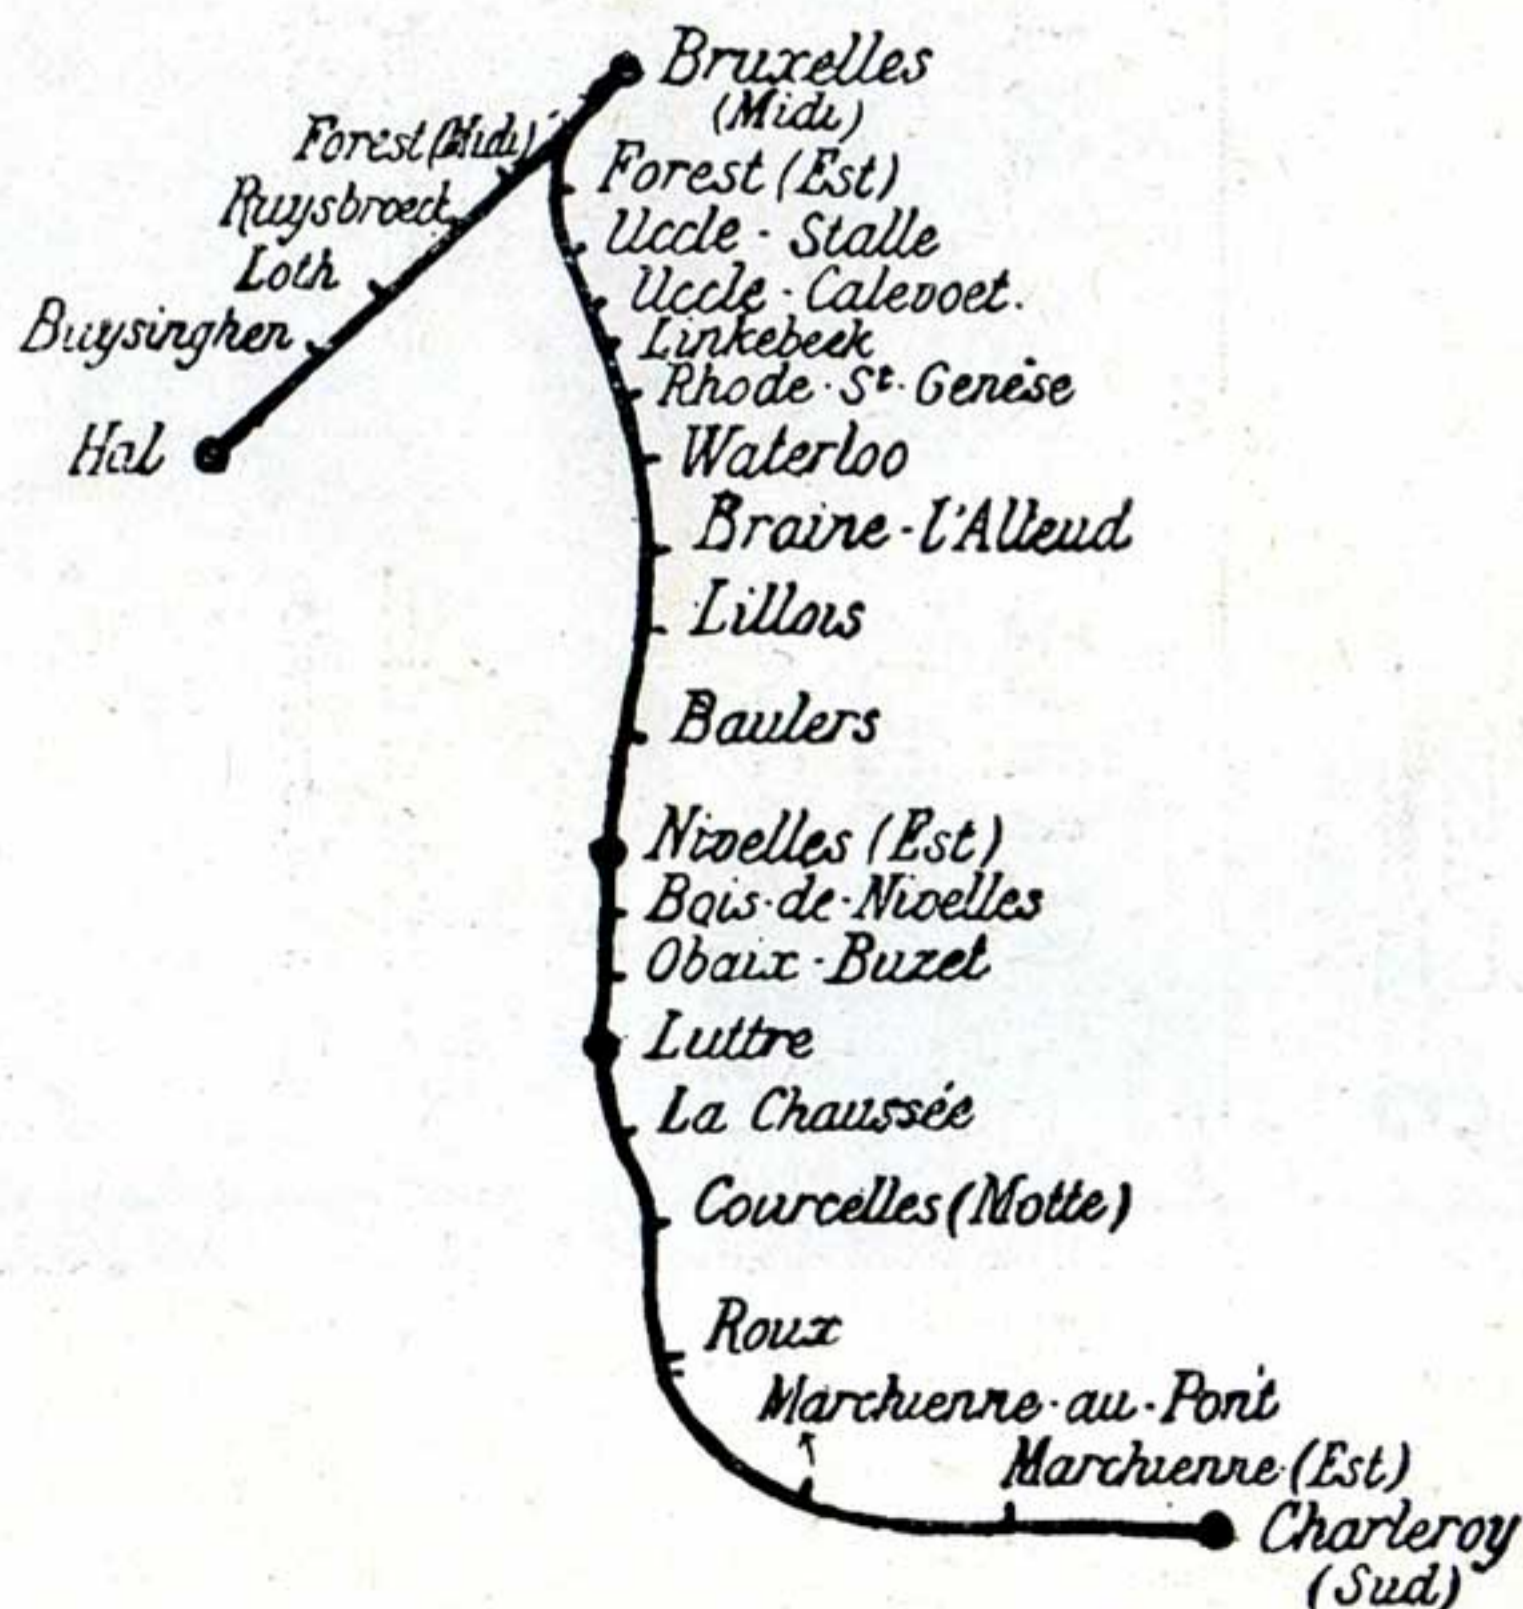 Bruxelles
(Midi)
Forest (Midi)
Ruysbroeck
Loth
Buysinghen
Hal
Forest (Est)
Uccle - Stalle
Uccle - Calevoet.
Linkebeek
Rhode - St - Genèse
Waterloo
Braine - l'Alleud
Lillois
Baulers
Nivelles (Est)
Bois-de-Nivelles
Obaix - Buzet
Luttre
La Chaussée
Courcelles (Motte)
Roux
Marchienne-au-Pont
Marchienne (Est)
Charleroy
(Sud)